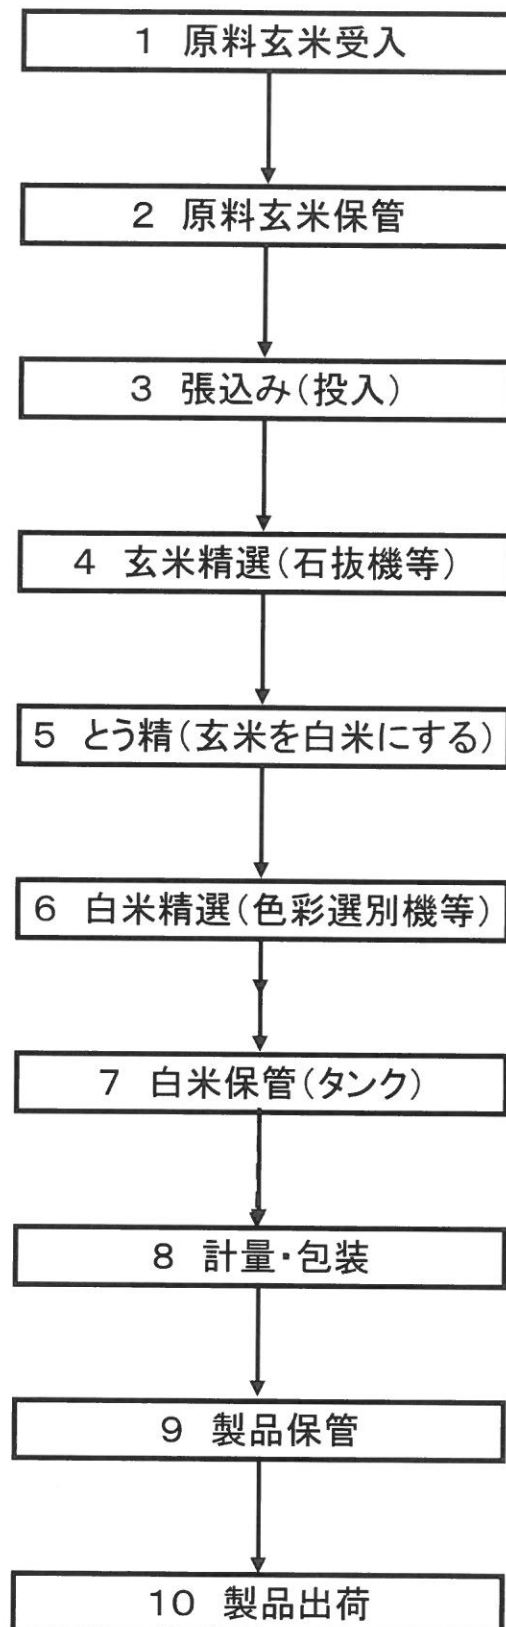 1 原料玄米受入
2 原料玄米保管
3 張込み(投入)
4 玄米精選(石抜機等)
5 とう精(玄米を白米にする)
6 白米精選(色彩選別機等)
7 白米保管(タンク)
8 計量・包装
9 製品保管
10 製品出荷